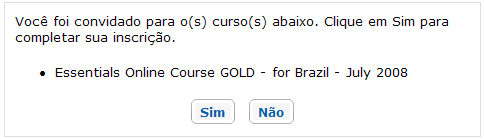 Você foi convidado para o(s) curso(s) abaixo. Clique em Sim para
completar sua inscrição.
• Essentials Online Course GOLD - for Brazil - July 2008
Sim Não